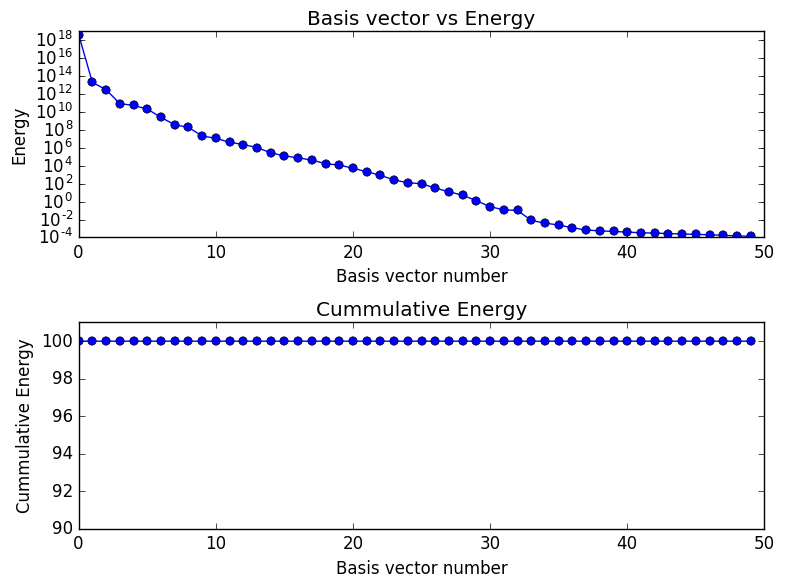 Basis vector vs Energy
10^18
10^16
10^14
10^12
10^10
10^8
10^6
10^4
10^2
10^0
10^-2
10^-4
Energy
0 10 20 30 40 50
Basis vector number
Cummulative Energy
100
98
96
94
92
90
Cummulative Energy
0 10 20 30 40 50
Basis vector number